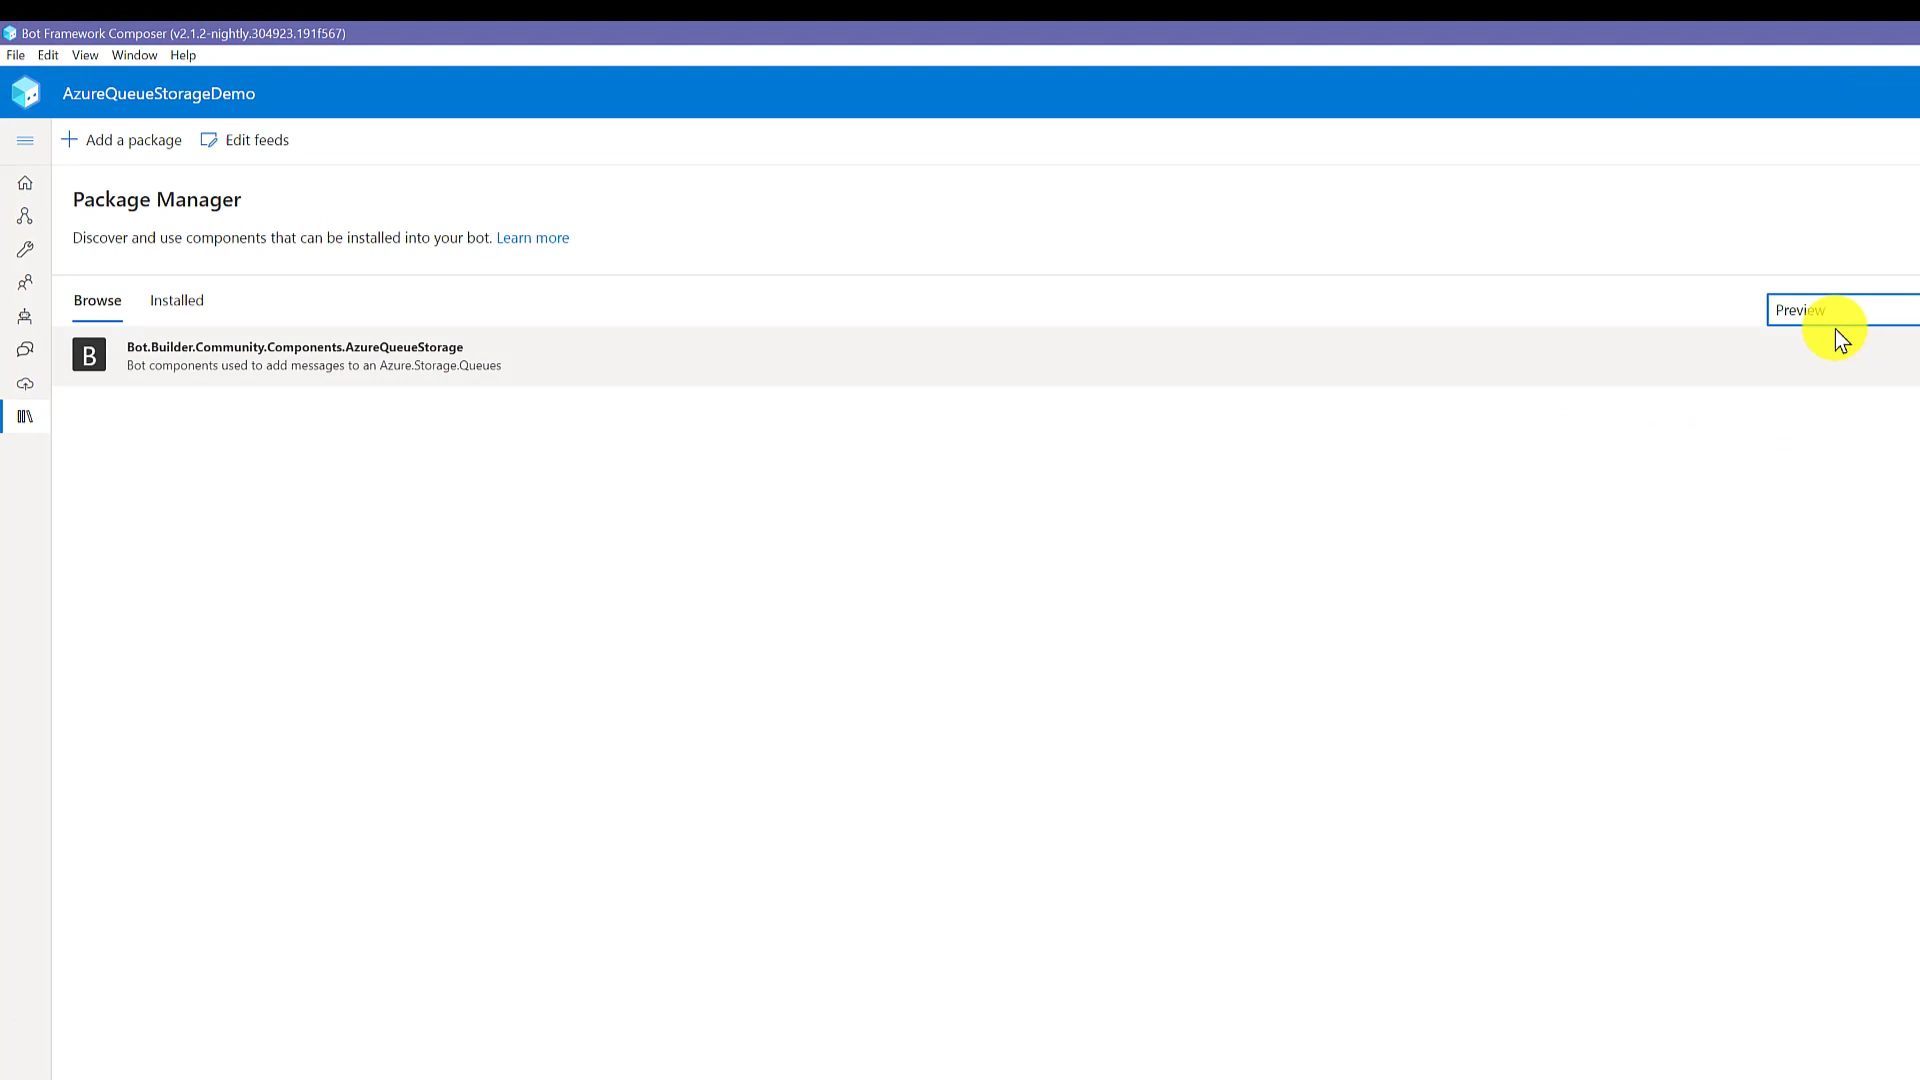 Bot Framework Composer (v2.1.2-nightly.304923.191f567)
File Edit View Window Help
AzureQueueStorageDemo
Add a package Edit feeds
Package Manager
Discover and use components that can be installed into your bot. Learn more
Browse Installed
Preview
B
Bot.Builder.Community.Components.AzureQueueStorage
Bot components used to add messages to an Azure.Storage.Queues